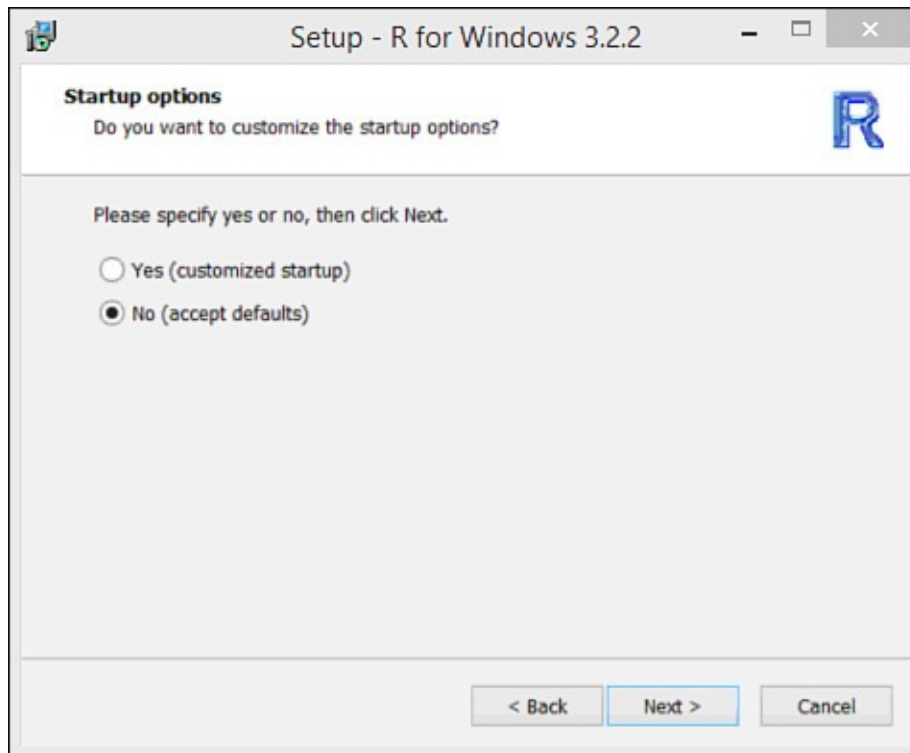 Setup - R for Windows 3.2.2
Startup options
Do you want to customize the startup options?
R
Please specify yes or no, then click Next.
Yes (customized startup)
No (accept defaults)
< Back
Next >
Cancel